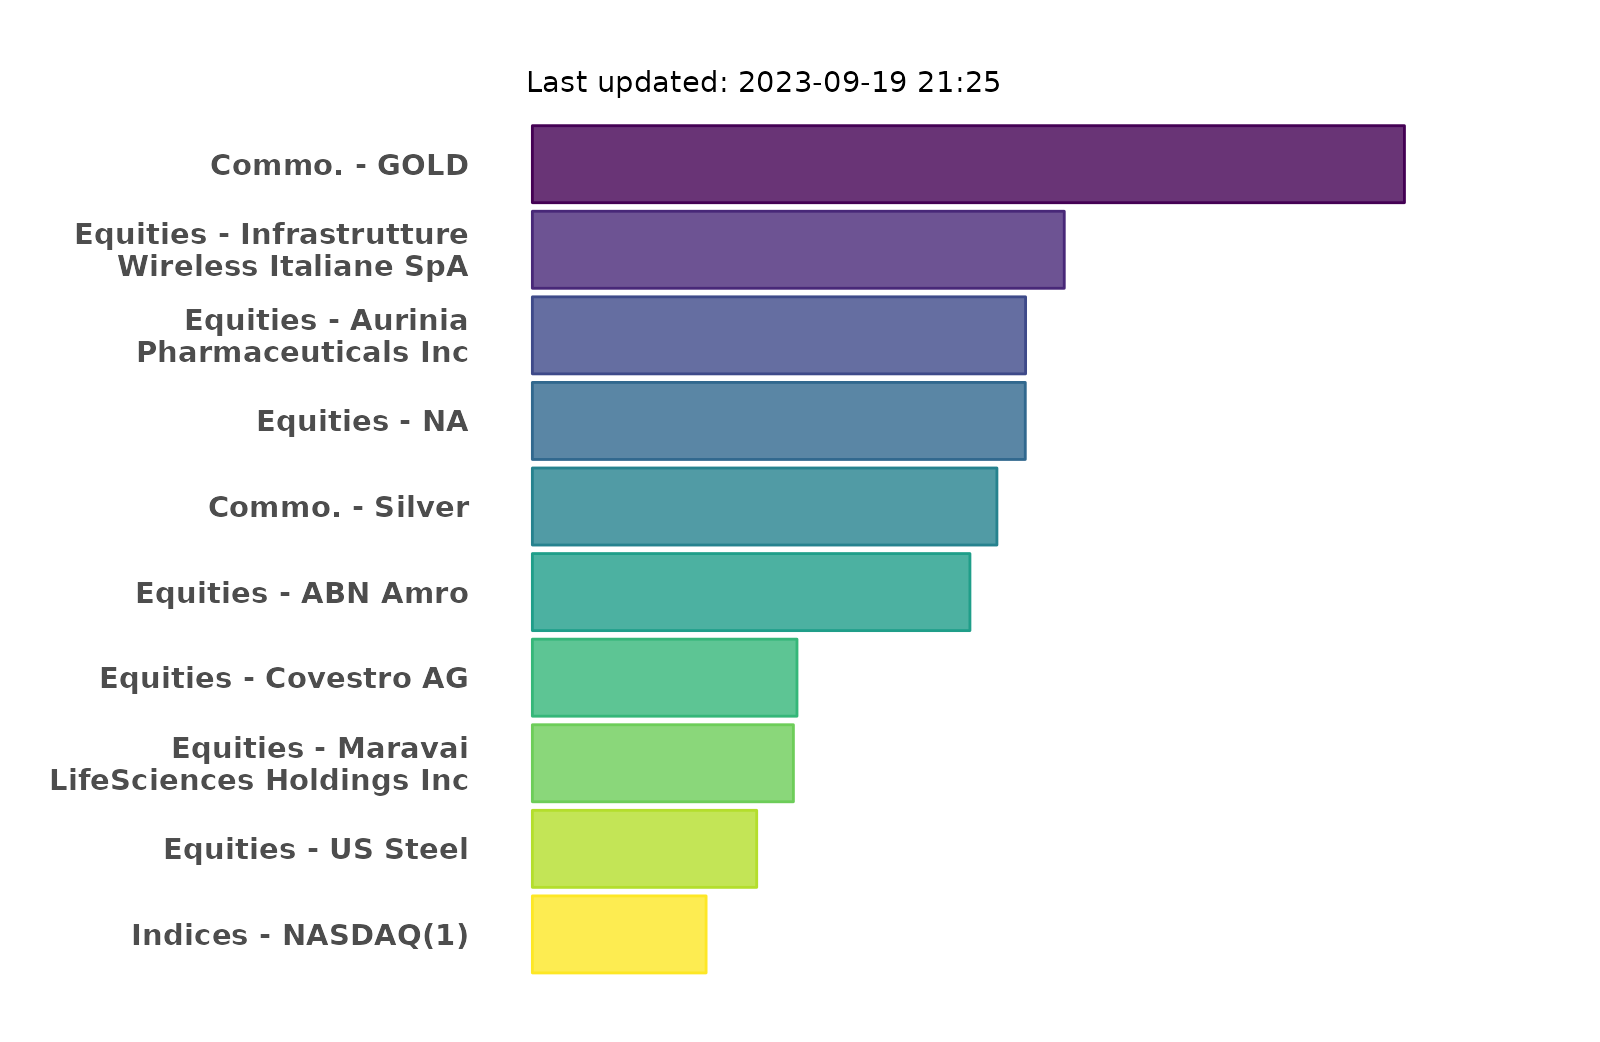 Last updated: 2023-09-19 21:25
Commo. - GOLD
Equities - Infrastrutture
Wireless Italiane SpA
Equities - Aurinia
Pharmaceuticals Inc
Equities - NA
Commo. - Silver
Equities - ABN Amro
Equities - Covestro AG
Equities - Maravai
LifeSciences Holdings Inc
Equities - US Steel
Indices - NASDAQ(1)